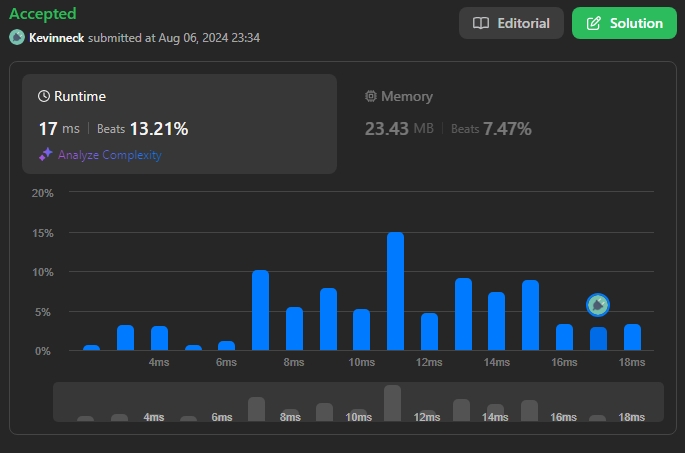 Accepted
Editorial
Solution
Kevinneck submitted at Aug 06, 2024 23:34
Runtime
Memory
17 ms | Beats 13.21%
23.43 MB | Beats 7.47%
Analyze Complexity
20%
15%
10%
5%
0%
4ms 6ms 8ms 10ms 12ms 14ms 16ms 18ms
4ms 6ms 8ms 10ms 12ms 14ms 16ms 18ms